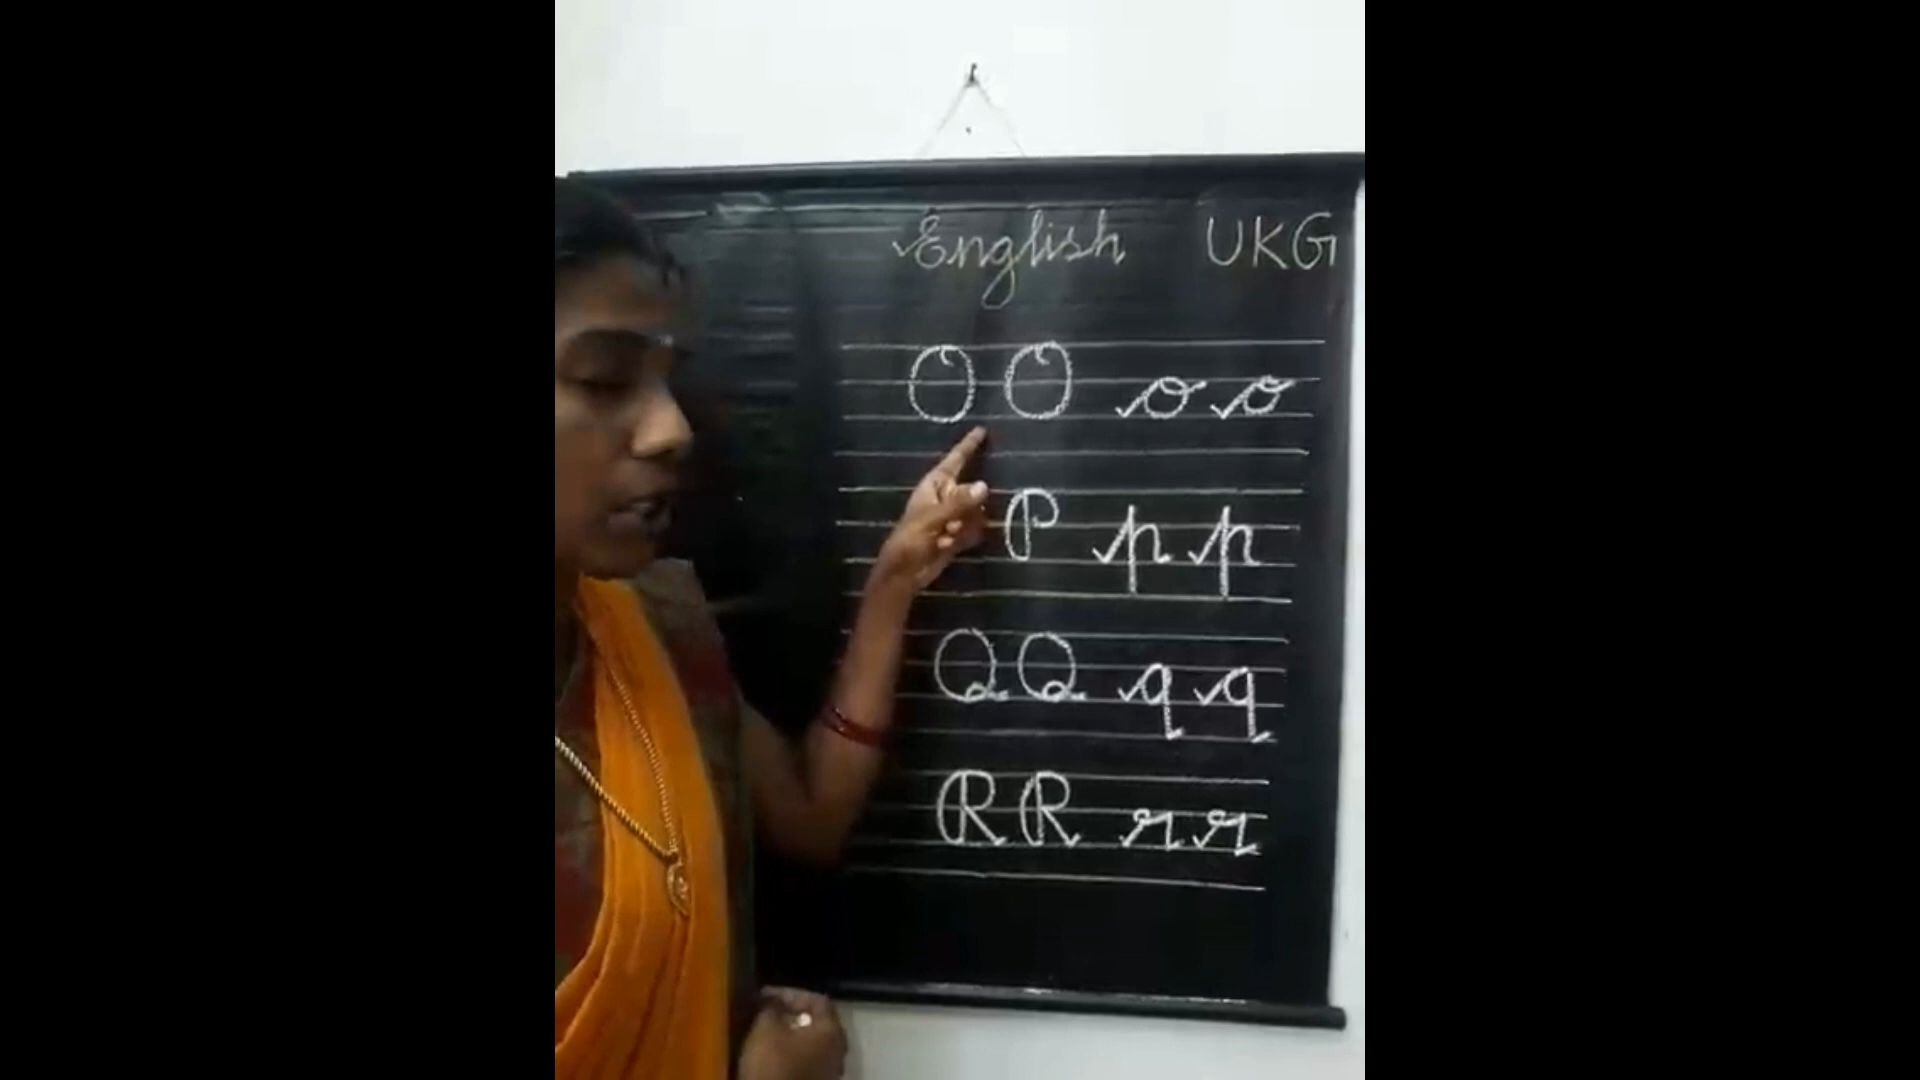 English UKG
O O o o
P p p
Q Q q q
R R r r